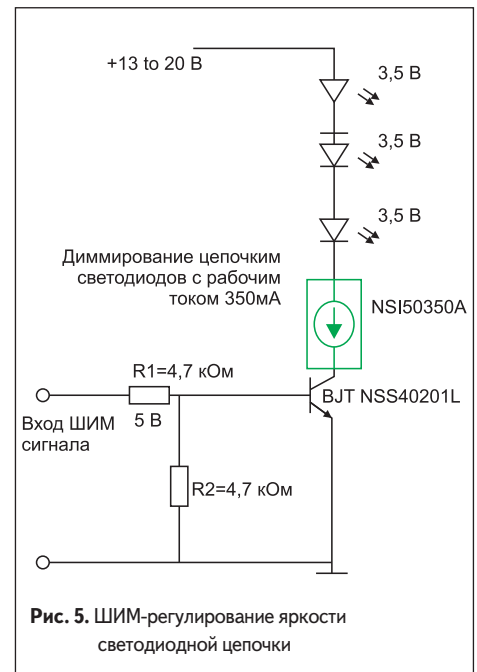 +13 to 20 В
3,5 В
3,5 В
3,5 В
Диммирование цепочким
светодиодов с рабочим
током 350мА
NSI50350A
R1=4,7 кОм
BJT NSS40201L
Вход ШИМ
сигнала
5 В
R2=4,7 кОм
Рис. 5. ШИМ-регулирование яркости
светодиодной цепочки